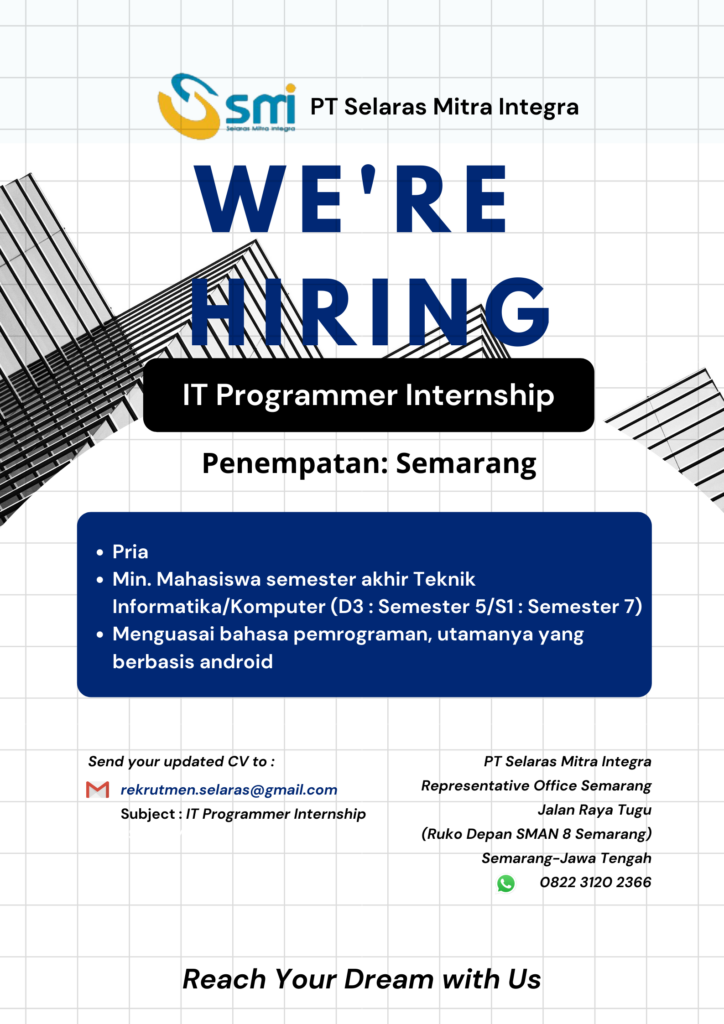 smi
Selaras Mitra Integra
PT Selaras Mitra Integra
WE'RE
HIRING
IT Programmer Internship
Penempatan: Semarang
• Pria
• Min. Mahasiswa semester akhir Teknik
Informatika/Komputer (D3 : Semester 5/S1 : Semester 7)
• Menguasai bahasa pemrograman, utamanya yang
berbasis android
Send your updated CV to :
rekrutmen.selaras@gmail.com
Subject : IT Programmer Internship
PT Selaras Mitra Integra
Representative Office Semarang
Jalan Raya Tugu
(Ruko Depan SMAN 8 Semarang)
Semarang-Jawa Tengah
0822 3120 2366
Reach Your Dream with Us